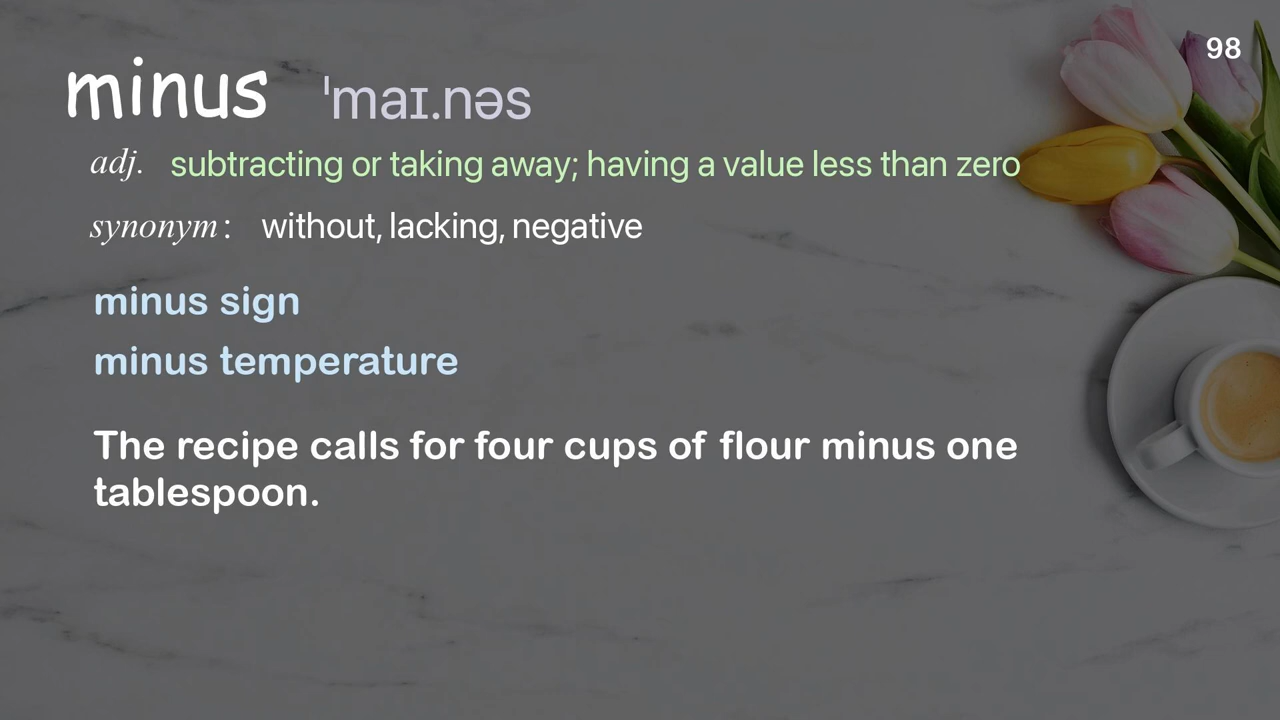 98
minus ˈmaɪ.nəs
adj. subtracting or taking away; having a value less than zero
synonym: without, lacking, negative
minus sign
minus temperature
The recipe calls for four cups of flour minus one
tablespoon.